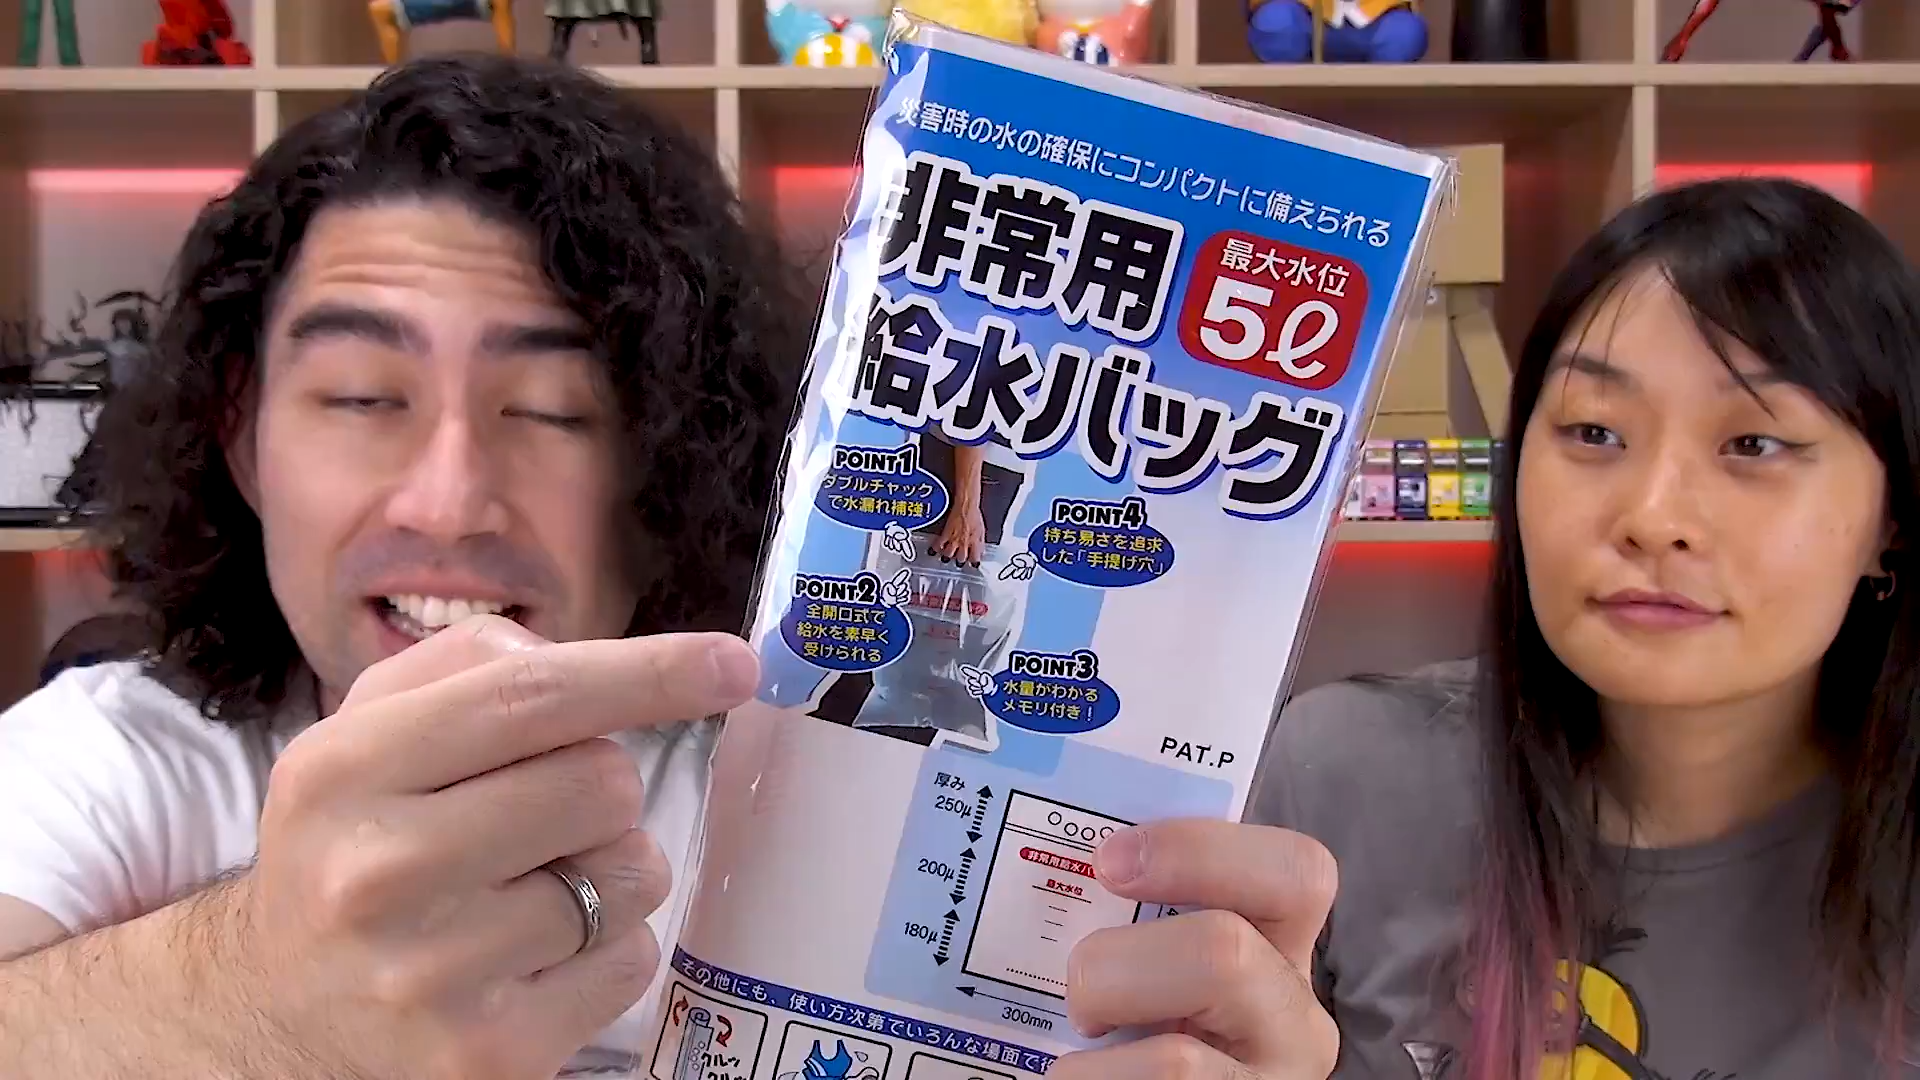 災害時の水の確保にコンパクトに備えられる
非常用
給水バッグ
最大水位
5ℓ
POINT1
ダブルチャック
で水漏れ補強!
POINT4
持ち易さを追求
した「手提げ穴」
POINT2
全開口式で
給水を素早く
受けられる
POINT3
水量がわかる
メモリ付き!
PAT.P
厚み
250μ
200μ
180μ
非常用給水バ
最大水位
300mm
その他にも、使い方次第でいろんな場面で
クルッ
クルッ